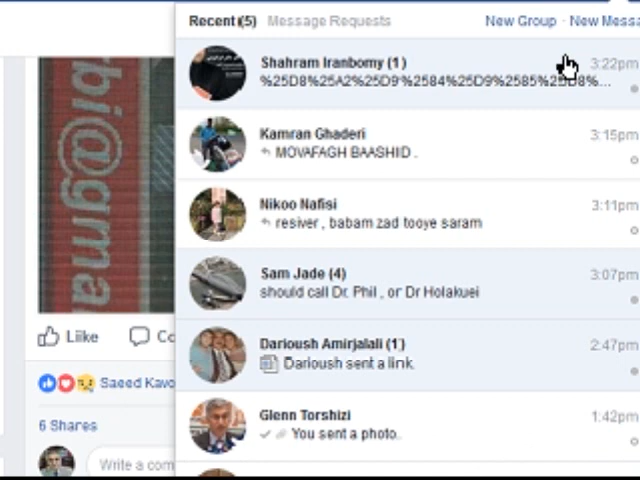 Recent (5) Message Requests New Group · New Messa
Shahram Iranbomy (1) 3:22pm
%25D8%25A2%25D9%2584%25D9%2585%25D8%...
Kamran Ghaderi 3:15pm
MOVAFAGH BAASHID .
Nikoo Nafisi 3:11pm
resiver , babam zad tooye saram
Sam Jade (4) 3:07pm
should call Dr. Phil , or Dr Holakuei
Darioush Amirjalali (1) 2:47pm
Darioush sent a link.
Glenn Torshizi 1:42pm
You sent a photo.
rbi@gma
Like Co
Saeed Kavo
6 Shares
Write a com